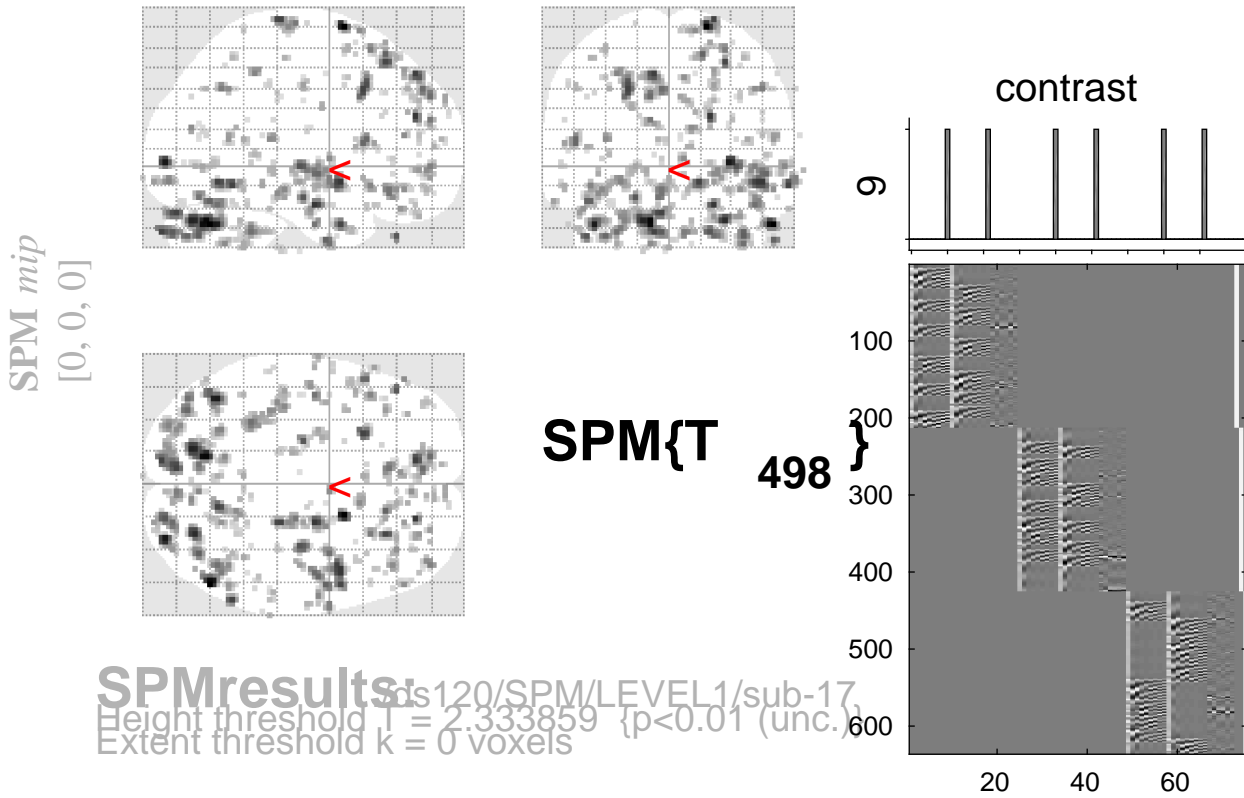 SPM mip
[0, 0, 0]
<
<
<
SPM{T 498 }
contrast
9
100
200
300
400
500
600
20 40 60
SPMresults: /ds120/SPM/LEVEL1/sub-17
Height threshold T = 2.333859 {p<0.01 (unc.)}
Extent threshold k = 0 voxels